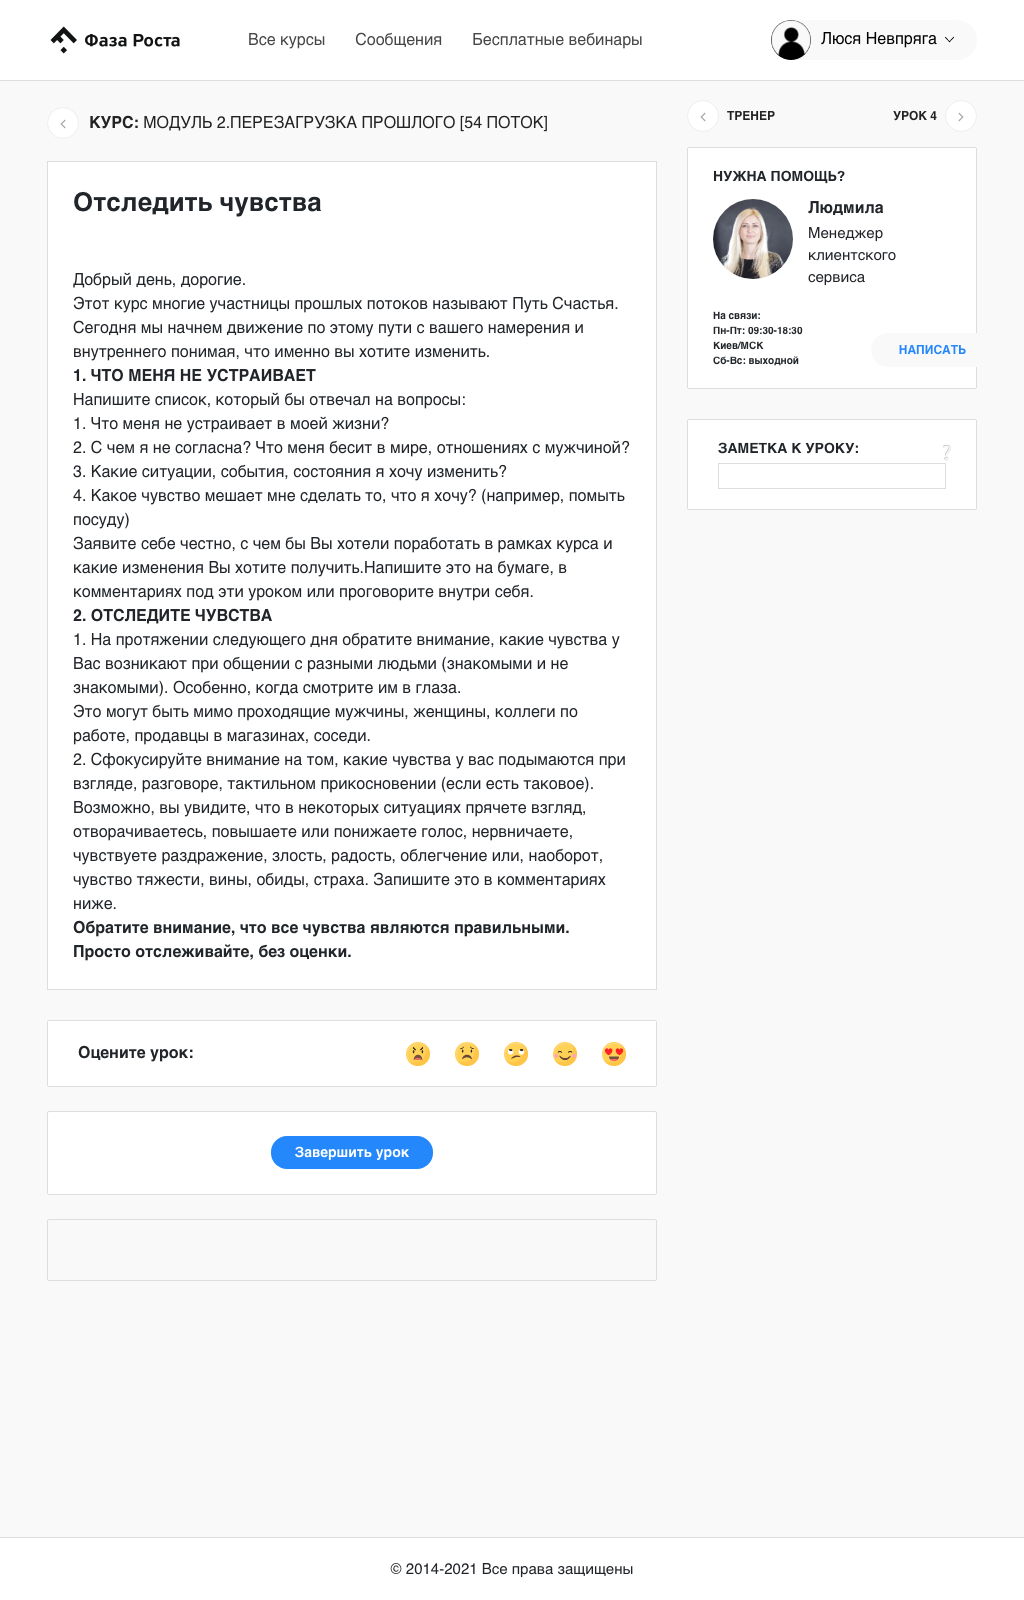 Фаза Роста
Все курсы
Сообщения
Бесплатные вебинары
Люся Невпряга
КУРС: МОДУЛЬ 2.ПЕРЕЗАГРУЗКА ПРОШЛОГО [54 ПОТОК]
Отследить чувства
Добрый день, дорогие.
Этот курс многие участницы прошлых потоков называют Путь Счастья.
Сегодня мы начнем движение по этому пути с вашего намерения и
внутреннего понимая, что именно вы хотите изменить.
1. ЧТО МЕНЯ НЕ УСТРАИВАЕТ
Напишите список, который бы отвечал на вопросы:
1. Что меня не устраивает в моей жизни?
2. С чем я не согласна? Что меня бесит в мире, отношениях с мужчиной?
3. Какие ситуации, события, состояния я хочу изменить?
4. Какое чувство мешает мне сделать то, что я хочу? (например, помыть
посуду)
Заявите себе честно, с чем бы Вы хотели поработать в рамках курса и
какие изменения Вы хотите получить.Напишите это на бумаге, в
комментариях под эти уроком или проговорите внутри себя.
2. ОТСЛЕДИТЕ ЧУВСТВА
1. На протяжении следующего дня обратите внимание, какие чувства у
Вас возникают при общении с разными людьми (знакомыми и не
знакомыми). Особенно, когда смотрите им в глаза.
Это могут быть мимо проходящие мужчины, женщины, коллеги по
работе, продавцы в магазинах, соседи.
2. Сфокусируйте внимание на том, какие чувства у вас подымаются при
взгляде, разговоре, тактильном прикосновении (если есть таковое).
Возможно, вы увидите, что в некоторых ситуациях прячете взгляд,
отворачиваетесь, повышаете или понижаете голос, нервничаете,
чувствуете раздражение, злость, радость, облегчение или, наоборот,
чувство тяжести, вины, обиды, страха. Запишите это в комментариях
ниже.
Обратите внимание, что все чувства являются правильными.
Просто отслеживайте, без оценки.
Оцените урок:
Завершить урок
ТРЕНЕР
УРОК 4
НУЖНА ПОМОЩЬ?
Людмила
Менеджер
клиентского
сервиса
На связи:
Пн-Пт: 09:30-18:30
Киев/МСК
Сб-Вс: выходной
НАПИСАТЬ
ЗАМЕТКА К УРОКУ:
?
© 2014-2021 Все права защищены